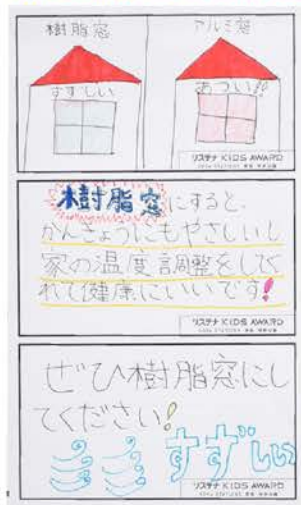 樹脂窓
アルミ窓
すずしい
あつい!!
リステナ KIDS AWARD
樹脂窓にすると、
かんきょうにもやさしいし
家の温度調整をしてく
れて健康にいいです!
リステナ KIDS AWARD
ぜひ樹脂窓にし
てください!
すずしい
リステナ KIDS AWARD